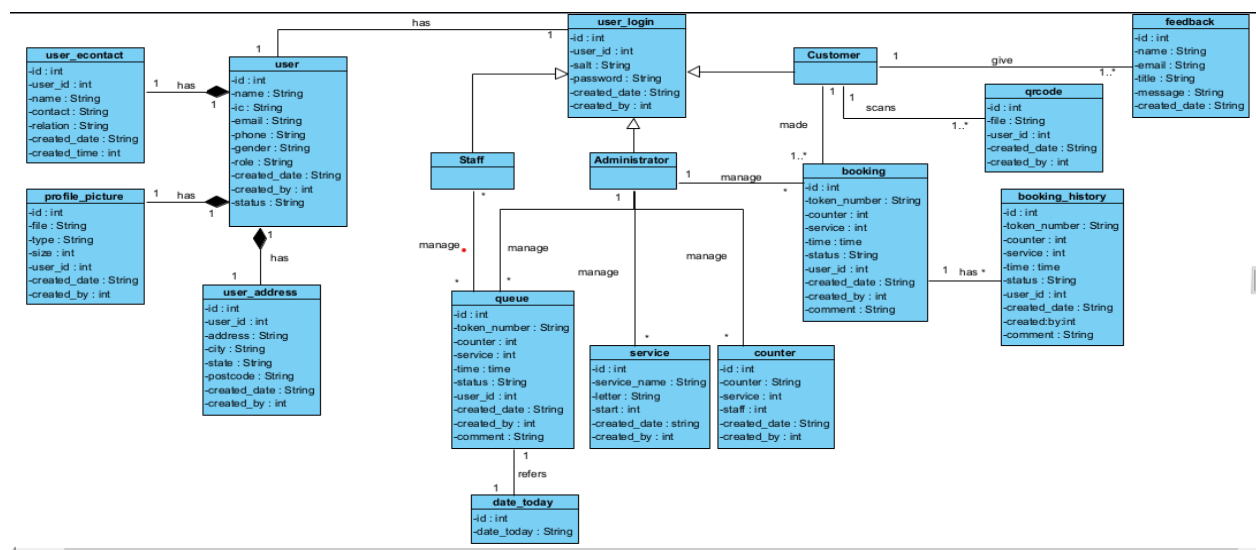 has
1
1
user_econtact
-id : int
-user_id : int
-name : String
-contact : String
-relation : String
-created_date : String
-created_time : int
1
has
1
user
-id : int
-name : String
-ic : String
-email : String
-phone : String
-gender : String
-role : String
-created_date : String
-created_by : int
-status : String
user_login
-id : int
-user_id : int
-salt : String
-password : String
-created_date : String
-created_by : int
Customer
1
give
1..*
feedback
-id : int
-name : String
-email : String
-title : String
-message : String
-created_date : String
1
scans
1..*
qrcode
-id : int
-file : String
-user_id : int
-created_date : String
-created_by : int
1
made
1..*
profile_picture
-id : int
-file : String
-type : String
-size : int
-user_id : int
-created_date : String
-created_by : int
1
has
1
1
has
1
user_address
-id : int
-user_id : int
-address : String
-city : String
-state : String
-postcode : String
-created_date : String
-created_by : int
Staff
*
manage
*
Administrator
1
1
manage
*
booking
-id : int
-token_number : String
-counter : int
-service : int
-time : time
-status : String
-user_id : int
-created_date : String
-created_by : int
-comment : String
1
has *
booking_history
-id : int
-token_number : String
-counter : int
-service : int
-time : time
-status : String
-user_id : int
-created_date : String
-created:by:int
-comment : String
manage
*
manage
*
manage
*
queue
-id : int
-token_number : String
-counter : int
-service : int
-time : time
-status : String
-user_id : int
-created_date : String
-created_by : int
-comment : String
service
-id : int
-service_name : String
-letter : String
-start : int
-created_date : string
-created_by : int
counter
-id : int
-counter : String
-service : int
-staff : int
-created_date : String
-created_by : int
1
refers
1
date_today
-id : int
-date_today : String